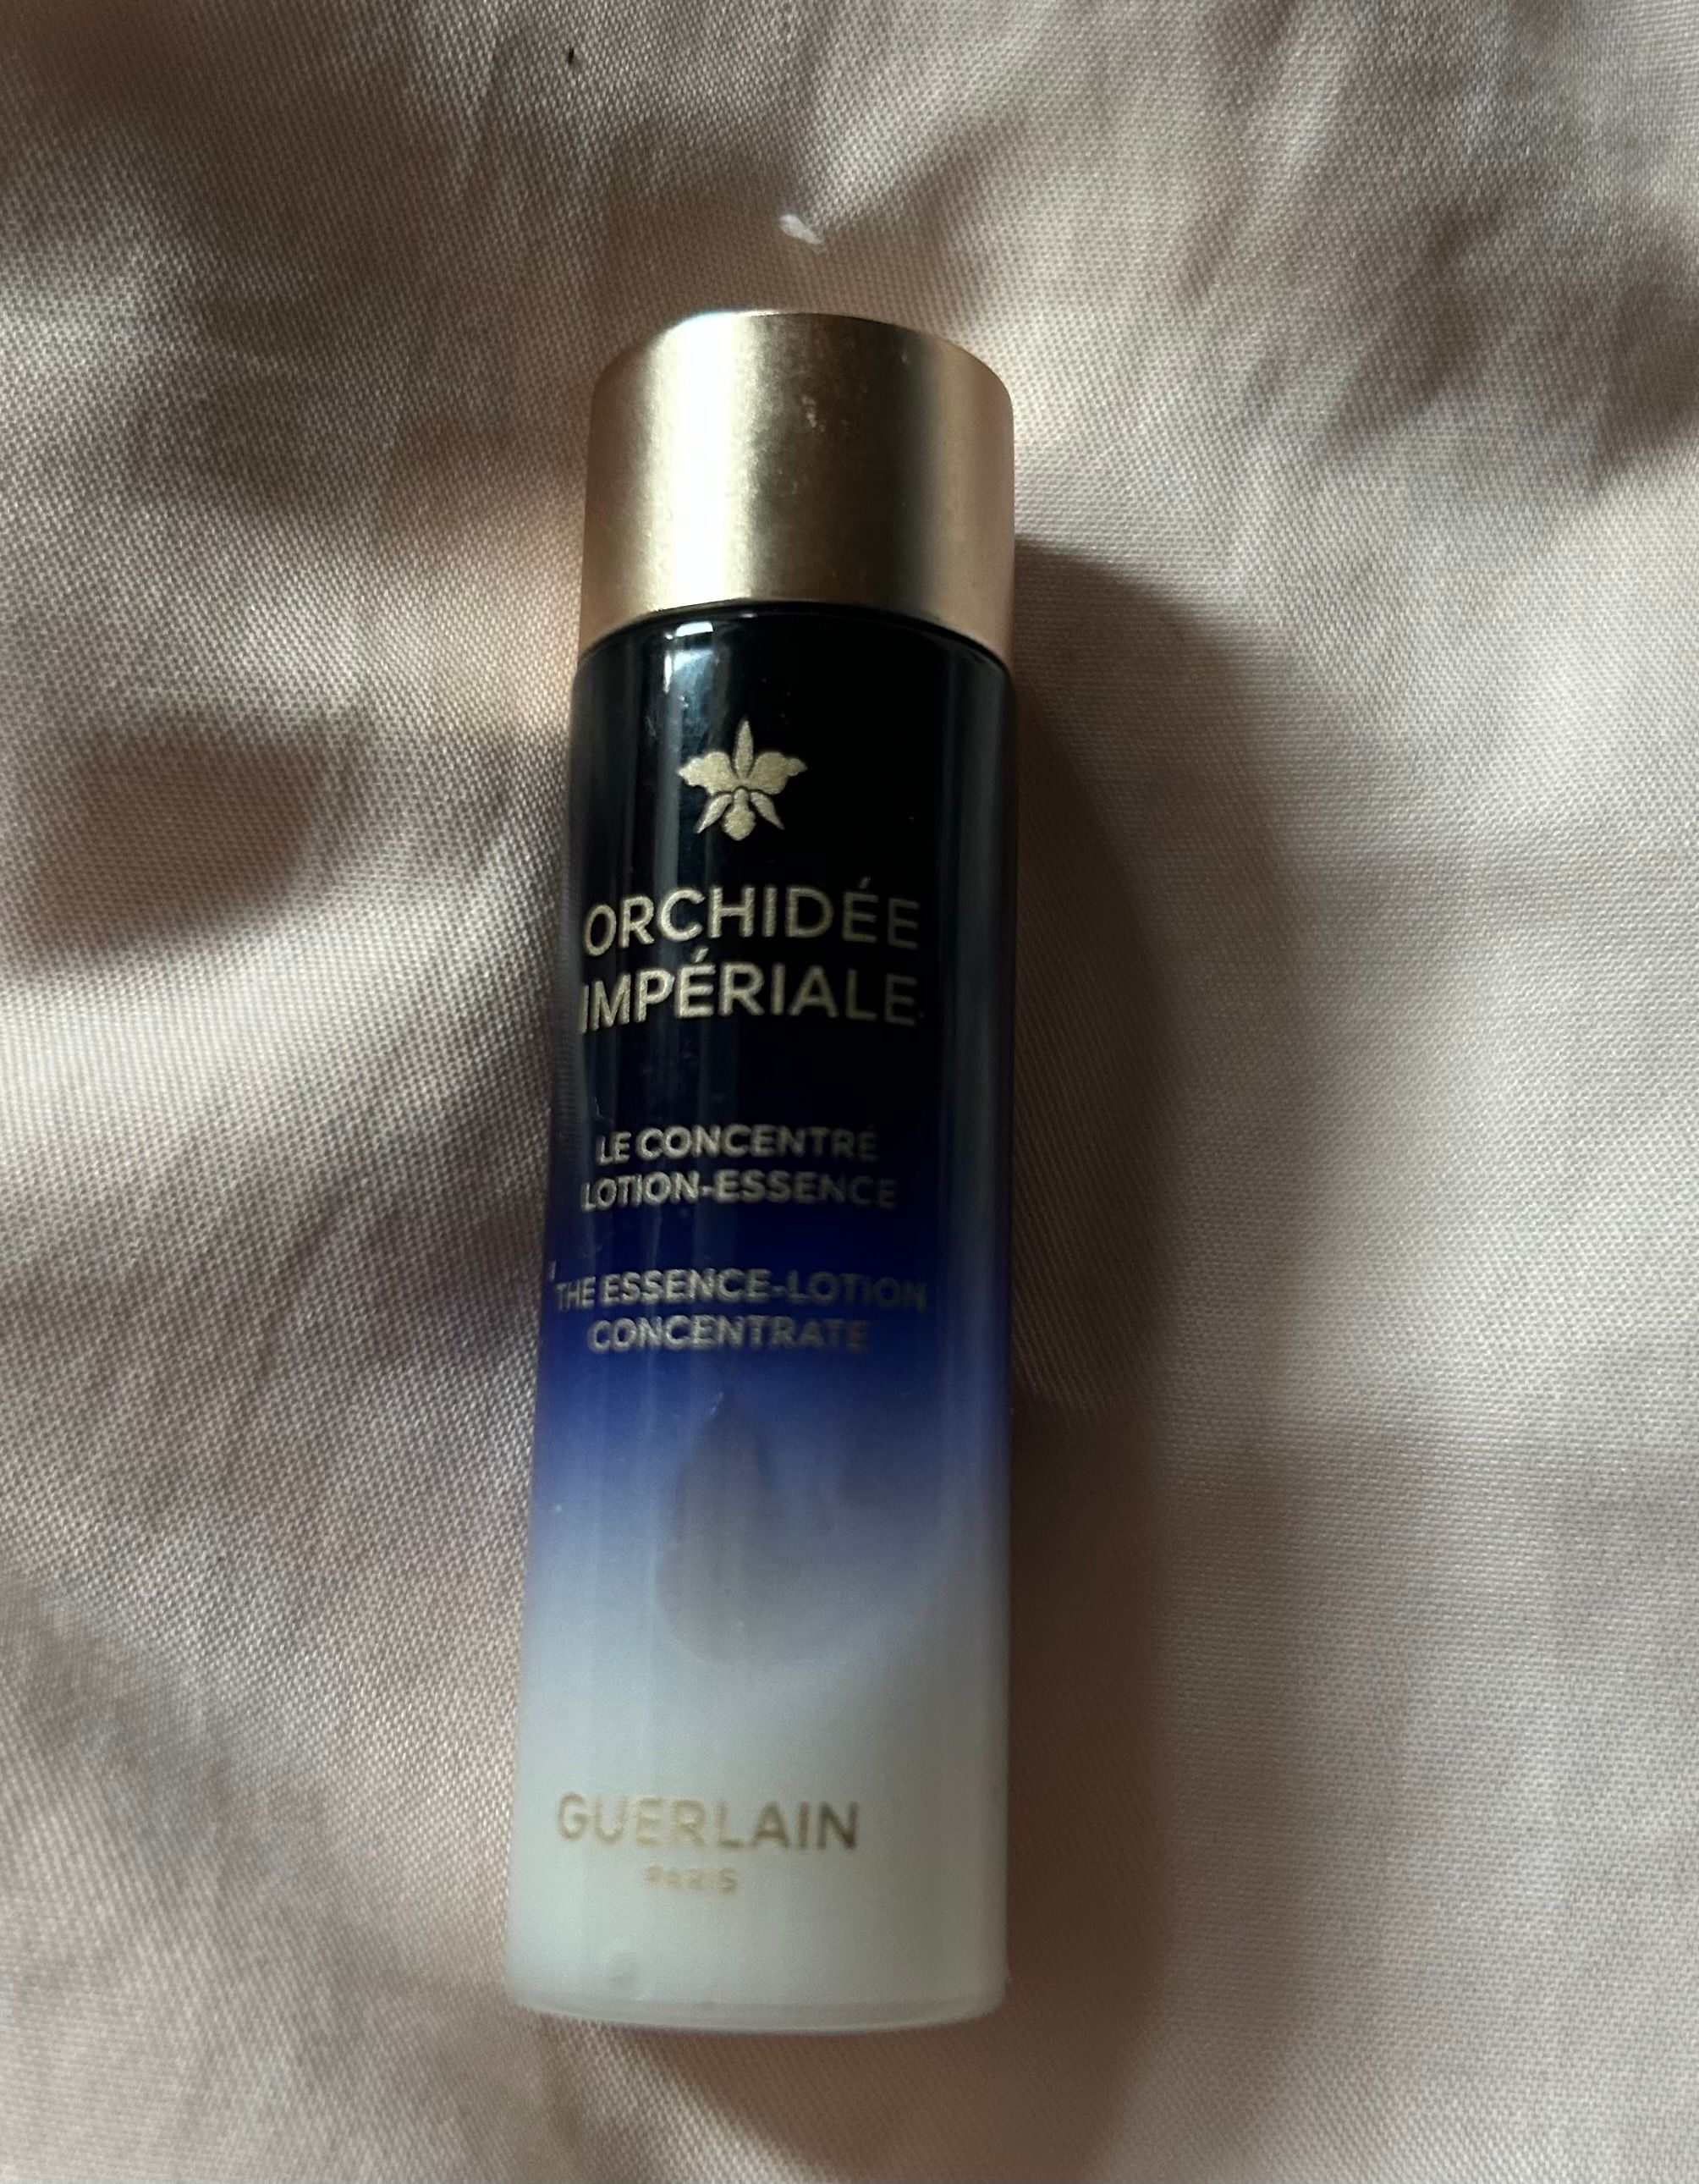 ORCHIDÉE
IMPÉRIALE
LE CONCENTRÉ
LOTION-ESSENCE
THE ESSENCE-LOTION
CONCENTRATE
GUERLAIN
PARIS